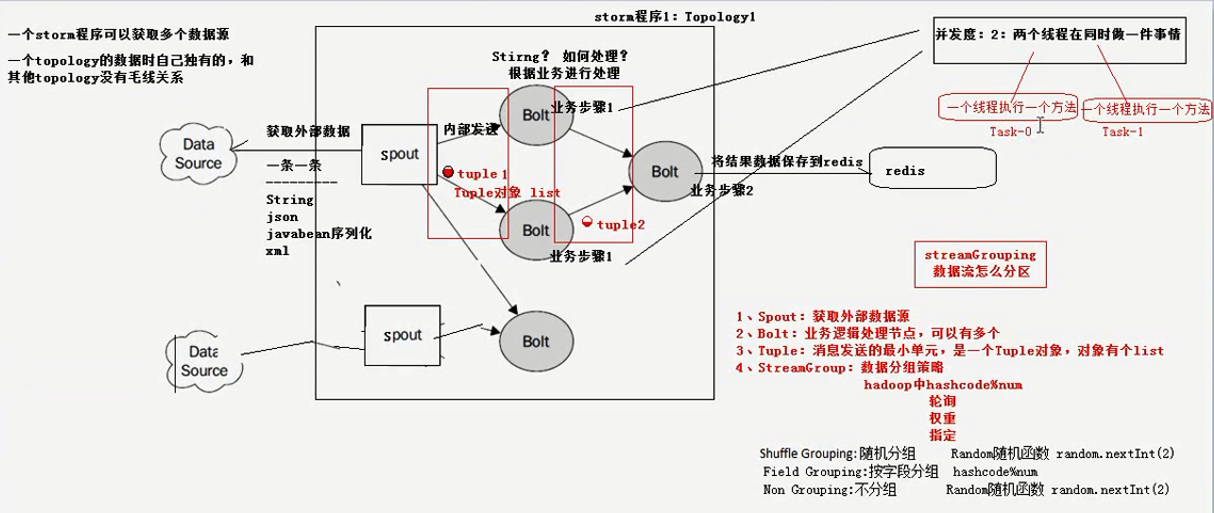 storm程序1：Topology1
一个storm程序可以获取多个数据源
一个topology的数据时自己独有的，和
其他topology没有毛线关系
Data
Source
获取外部数据
一条一条
----------
String
json
javabean序列化
xml
spout
内部发送
tuple1
Tuple对象 list
Stirng？ 如何处理？
根据业务进行处理
Bolt
业务步骤1
Bolt
业务步骤1
tuple2
Bolt
业务步骤2
将结果数据保存到redis
redis
并发度：2：两个线程在同时做一件事情
一个线程执行一个方法
一个线程执行一个方法
Task-0
Task-1
Data
Source
spout
Bolt
streamGrouping
数据流怎么分区
1、Spout：获取外部数据源
2、Bolt：业务逻辑处理节点，可以有多个
3、Tuple：消息发送的最小单元，是一个Tuple对象，对象有个list
4、StreamGroup：数据分组策略
hadoop中hashcode%num
轮询
权重
指定
Shuffle Grouping:随机分组 Random随机函数 random.nextInt(2)
Field Grouping:按字段分组 hashcode%num
Non Grouping:不分组 Random随机函数 random.nextInt(2)